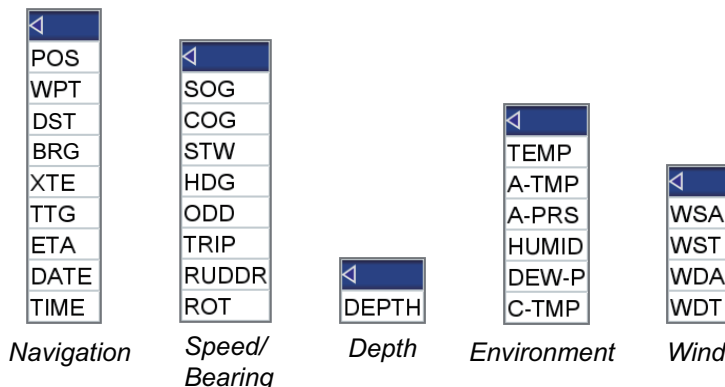 POS
WPT
DST
BRG
XTE
TTG
ETA
DATE
TIME
Navigation
SOG
COG
STW
HDG
ODD
TRIP
RUDDR
ROT
Speed/
Bearing
DEPTH
Depth
TEMP
A-TMP
A-PRS
HUMID
DEW-P
C-TMP
Environment
WSA
WST
WDA
WDT
Wind